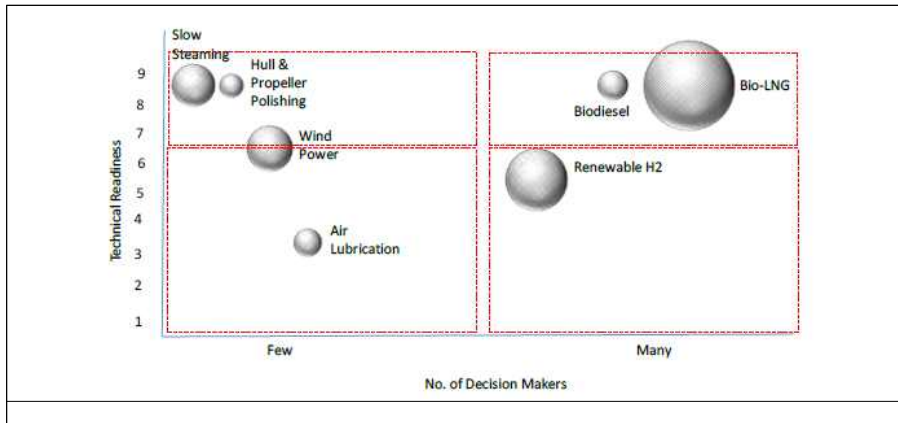 Slow
Steaming
Hull &
Propeller
Polishing
Biodiesel
Bio-LNG
Wind
Power
Renewable H2
Air
Lubrication
Technical Readiness
9
8
7
6
5
4
3
2
1
Few
Many
No. of Decision Makers